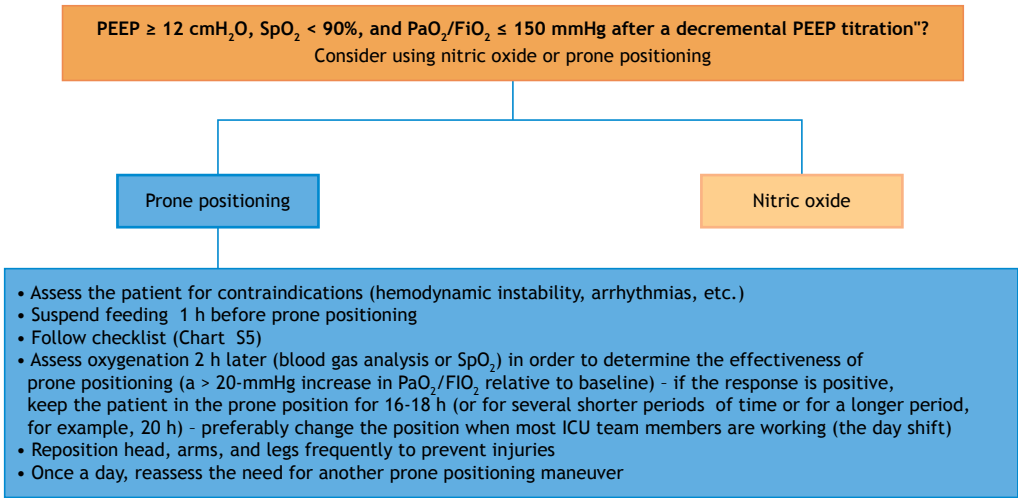 PEEP ≥ 12 cmH₂O, SpO₂ < 90%, and PaO₂/FiO₂ ≤ 150 mmHg after a decremental PEEP titration"?
Consider using nitric oxide or prone positioning
Prone positioning
Nitric oxide
• Assess the patient for contraindications (hemodynamic instability, arrhythmias, etc.)
• Suspend feeding 1 h before prone positioning
• Follow checklist (Chart S5)
• Assess oxygenation 2 h later (blood gas analysis or SpO₂) in order to determine the effectiveness of
prone positioning (a > 20-mmHg increase in PaO₂/FIO₂ relative to baseline) – if the response is positive,
keep the patient in the prone position for 16-18 h (or for several shorter periods of time or for a longer period,
for example, 20 h) – preferably change the position when most ICU team members are working (the day shift)
• Reposition head, arms, and legs frequently to prevent injuries
• Once a day, reassess the need for another prone positioning maneuver